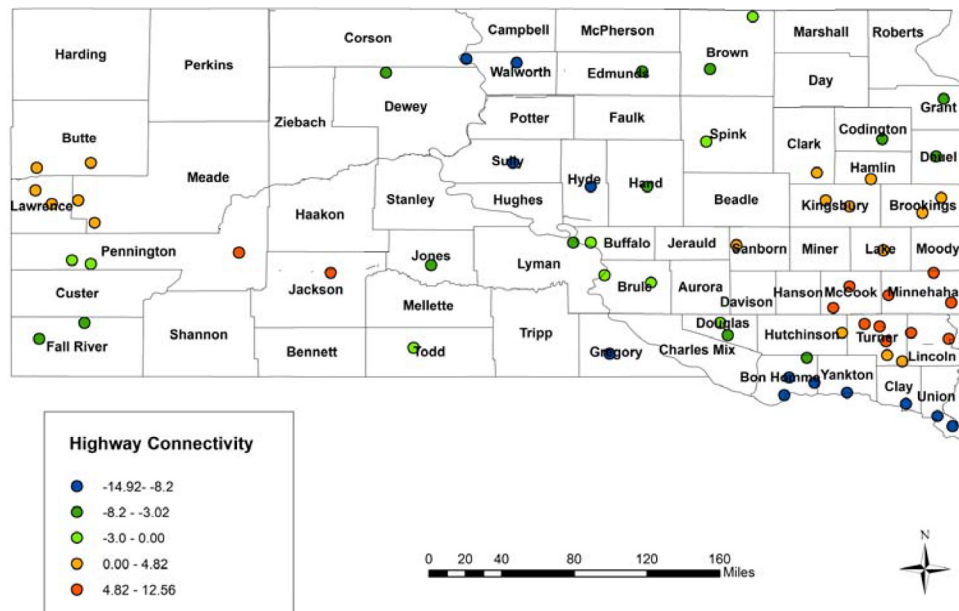 Harding
Perkins
Corson
Campbell
McPherson
Brown
Marshall
Roberts
Walworth
Edmunds
Day
Dewey
Ziebach
Potter
Faulk
Spink
Grant
Codington
Butte
Clark
Dhuel
Hamlin
Meade
Sully
Hyde
Hand
Stanley
Hughes
Beadle
Kingsbury
Brookings
Lawrence
Haakon
Pennington
Jones
Lyman
Buffalo
Jerauld
Sanborn
Miner
Lake
Moody
Jackson
Custer
Mellette
Brule
Aurora
Davison
Hanson
McCook
Minnehaha
Shannon
Fall River
Bennett
Todd
Tripp
Gregory
Douglas
Charles Mix
Hutchinson
Turner
Lincoln
Bon Homme
Yankton
Clay
Union
Highway Connectivity
-14.92- -8.2
-8.2 - -3.02
-3.0 - 0.00
0.00 - 4.82
4.82 - 12.56
0 20 40 80 120 160
Miles
N